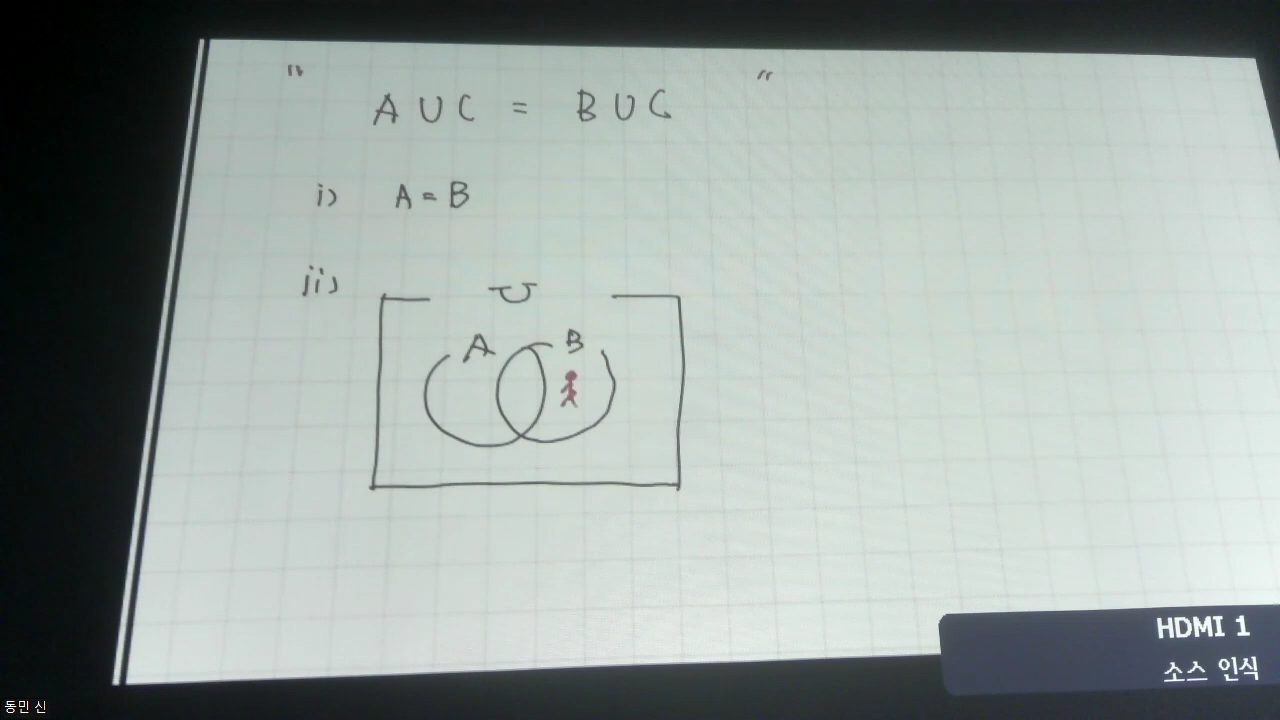 " A ∪ C = B ∪ C "
i) A = B
ii)
U
A B
HDMI 1
소스 인식
동민 신